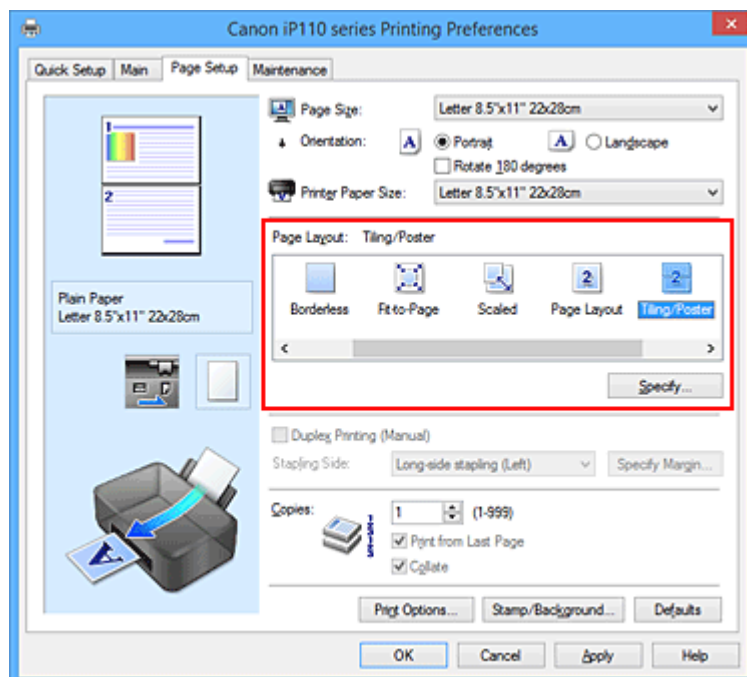 Canon iP110 series Printing Preferences
Quick Setup Main Page Setup Maintenance
1
2
Plain Paper
Letter 8.5"x11" 22x28cm
Page Size: Letter 8.5"x11" 22x28cm
Orientation: A Portrait A Landscape
Rotate 180 degrees
Printer Paper Size: Letter 8.5"x11" 22x28cm
Page Layout: Tiling/Poster
2 2
Borderless Fit-to-Page Scaled Page Layout Tiling/Poster
Specify...
Duplex Printing (Manual)
Stapling Side: Long-side stapling (Left) Specify Margin...
Copies: 1 (1-999)
Print from Last Page
Collate
A
Print Options... Stamp/Background... Defaults
OK Cancel Apply Help